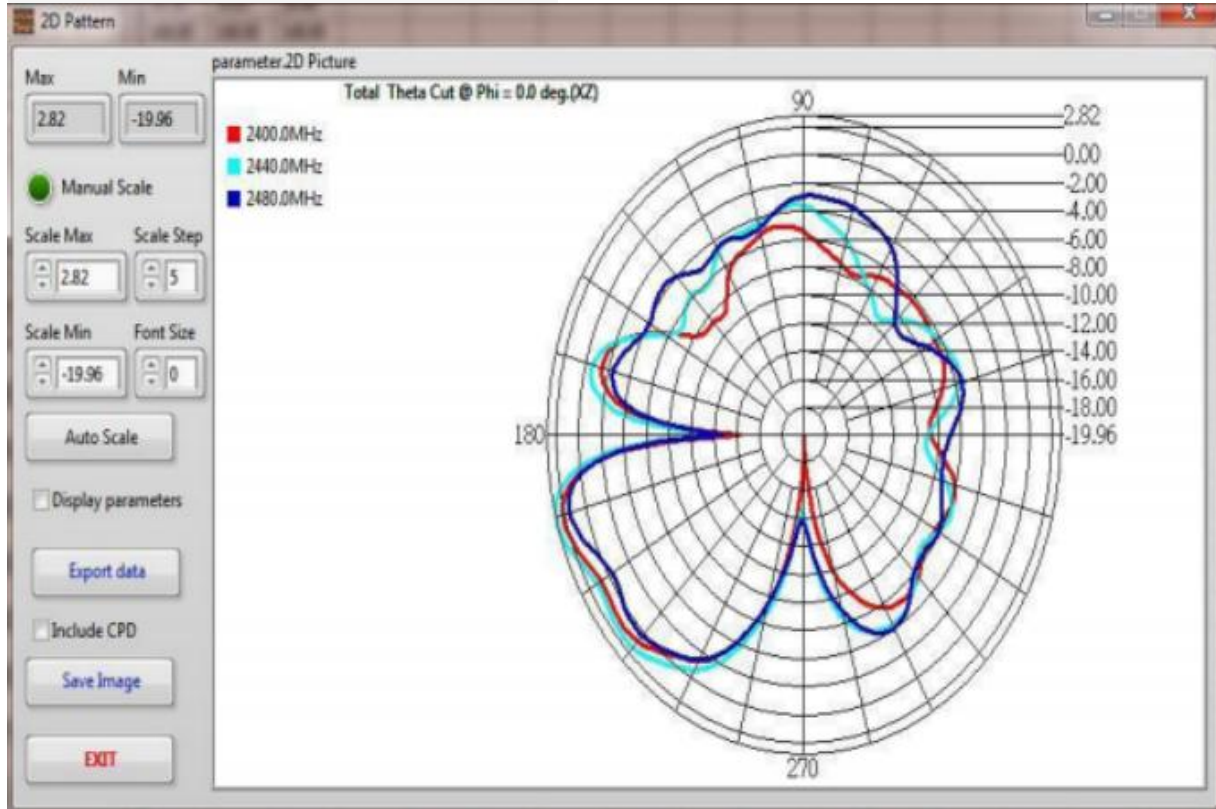 2D Pattern
Max Min
2.82 -19.96
Manual Scale
Scale Max Scale Step
2.82 5
Scale Min Font Size
-19.96 0
Auto Scale
Display parameters
Export data
Include CPD
Save Image
EXIT
parameter.2D Picture
Total Theta Cut @ Phi = 0.0 deg.(XZ)
2400.0MHz
2440.0MHz
2480.0MHz
90
2.82
0.00
-2.00
-4.00
-6.00
-8.00
-10.00
-12.00
-14.00
-16.00
-18.00
180 -19.96
270